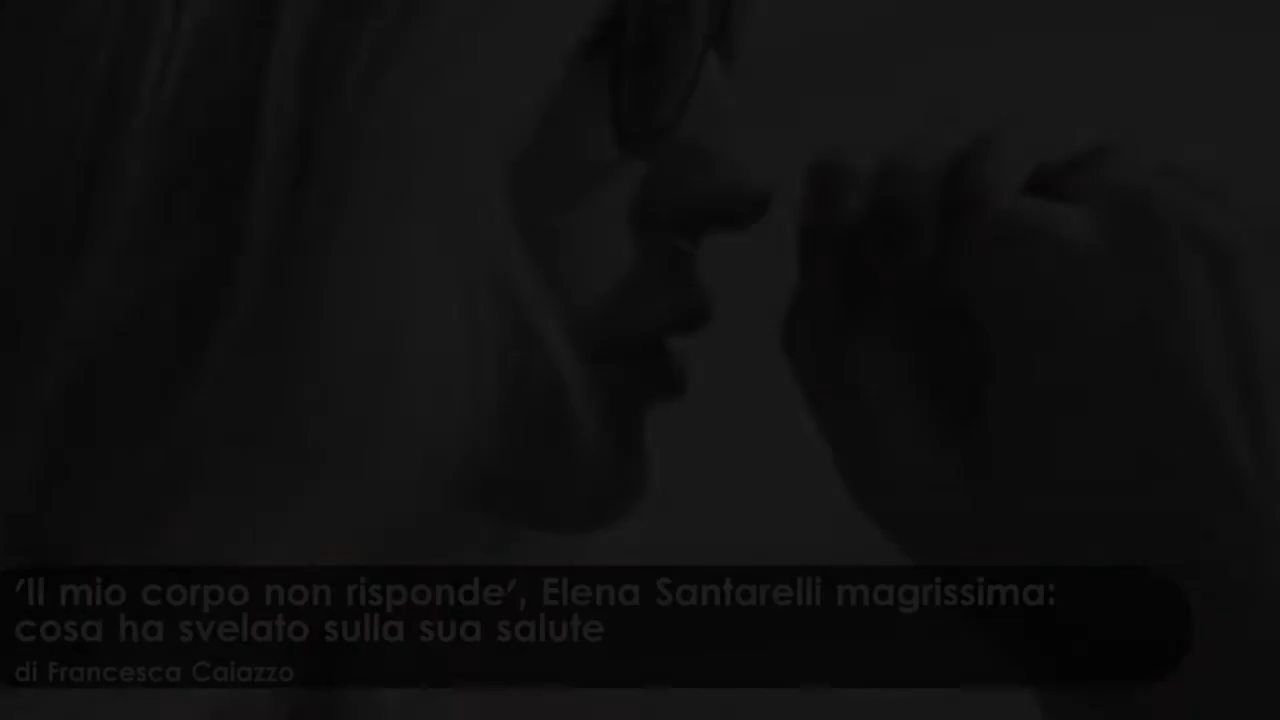 'Il mio corpo non risponde', Elena Santarelli magrissima:
cosa ha svelato sulla sua salute
di Francesca Caiazzo